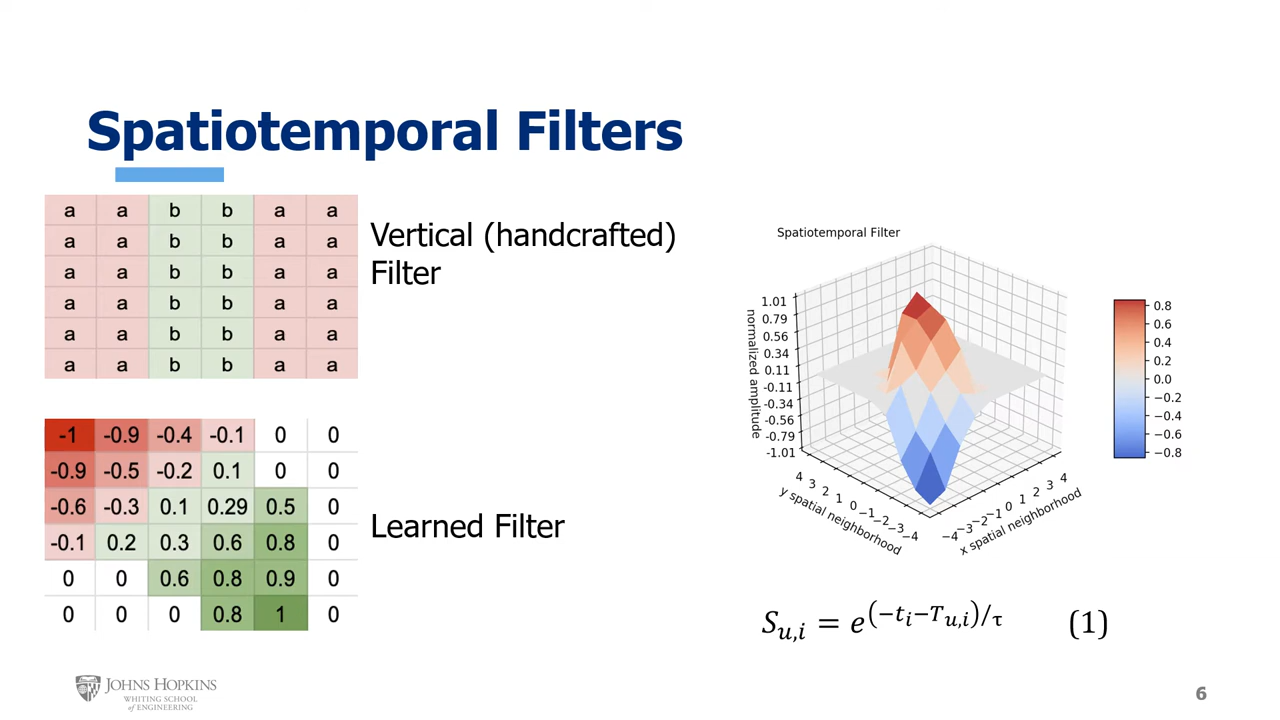 Spatiotemporal Filters
a a b b a a
a a b b a a
a a b b a a
a a b b a a
a a b b a a
a a b b a a
Vertical (handcrafted)
Filter
-1 -0.9 -0.4 -0.1 0 0
-0.9 -0.5 -0.2 0.1 0 0
-0.6 -0.3 0.1 0.29 0.5 0
-0.1 0.2 0.3 0.6 0.8 0
0 0 0.6 0.8 0.9 0
0 0 0 0.8 1 0
Learned Filter
Spatiotemporal Filter
normalized amplitude
1.01
0.79
0.56
0.34
0.11
-0.11
-0.34
-0.56
-0.79
-1.01
4 3 2 1 0 −1 −2 −3 −4
y spatial neighborhood
−4 −3 −2 −1 0 1 2 3 4
x spatial neighborhood
0.8
0.6
0.4
0.2
0.0
−0.2
−0.4
−0.6
−0.8
S_{u,i} = e^{(−t_i−T_{u,i})/τ} (1)
JOHNS HOPKINS
WHITING SCHOOL
of ENGINEERING
6